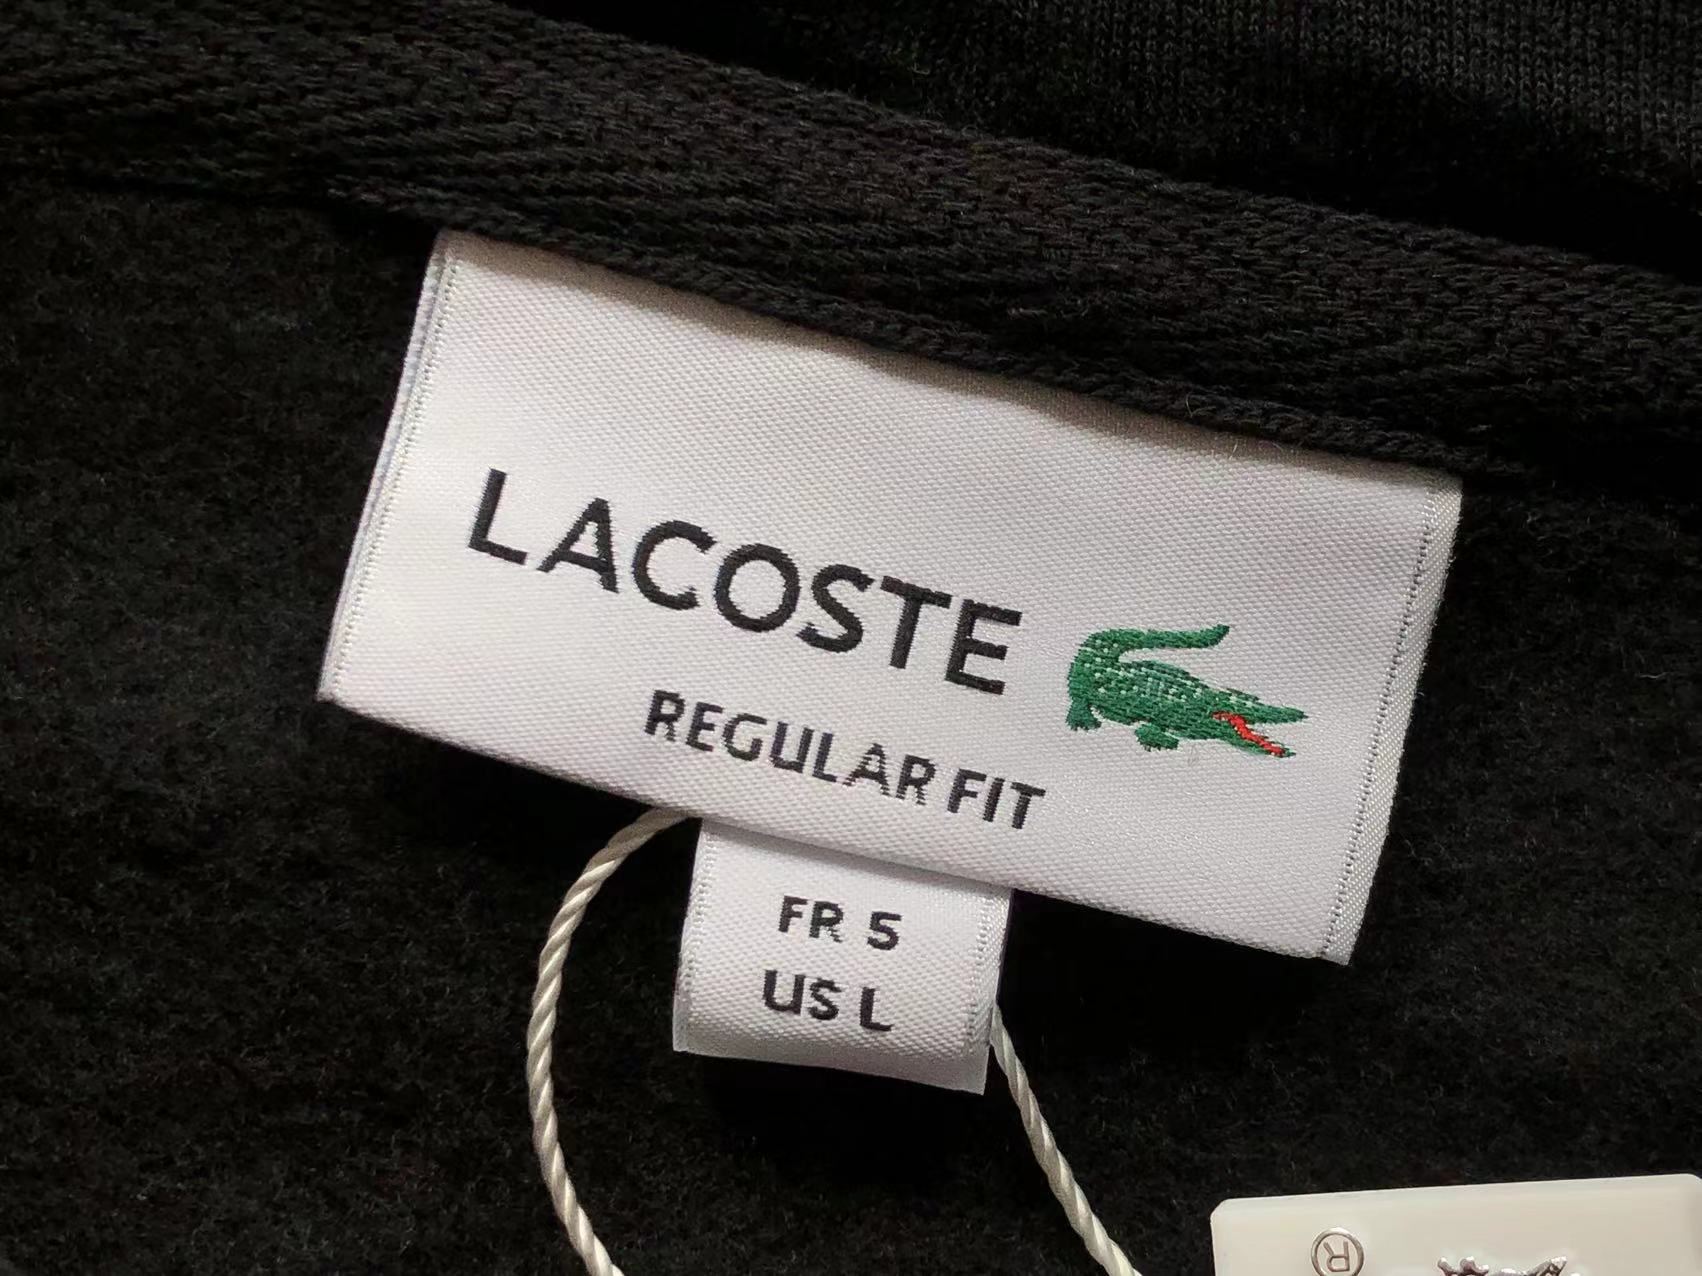 LACOSTE
REGULAR FIT
FR 5
US L
®